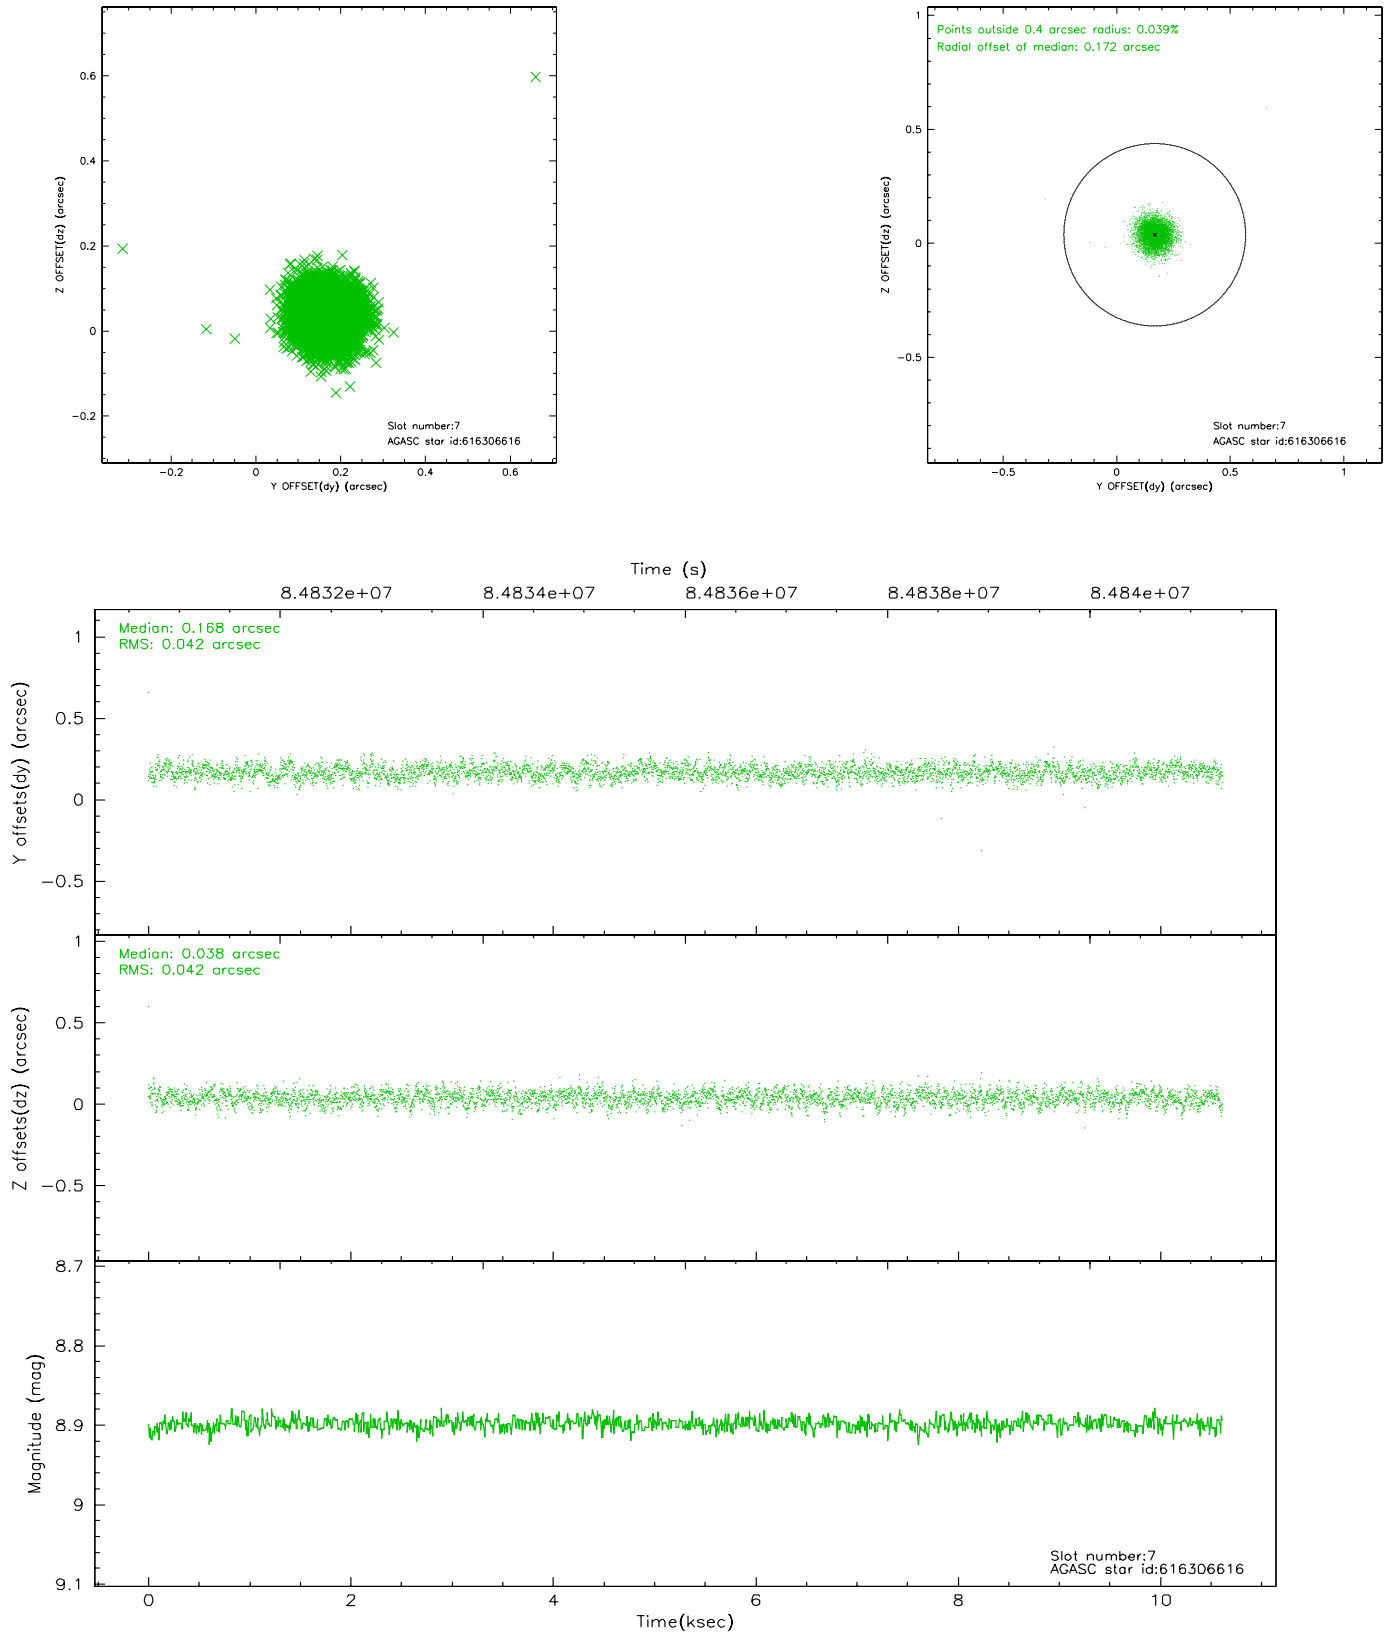 0.6
0.4
0.2
0
−0.2
−0.2 0 0.2 0.4 0.6
Z OFFSET(dz) (arcsec)
Y OFFSET(dy) (arcsec)
Slot number:7
AGASC star id:616306616
Points outside 0.4 arcsec radius: 0.039%
Radial offset of median: 0.172 arcsec
1
0.5
0
−0.5
−0.5 0 0.5 1
Z OFFSET(dz) (arcsec)
Y OFFSET(dy) (arcsec)
Slot number:7
AGASC star id:616306616
Time (s)
8.4832e+07 8.4834e+07 8.4836e+07 8.4838e+07 8.484e+07
Median: 0.168 arcsec
RMS: 0.042 arcsec
1
0.5
0
−0.5
Y offsets(dy) (arcsec)
Median: 0.038 arcsec
RMS: 0.042 arcsec
1
0.5
0
−0.5
Z offsets(dz) (arcsec)
8.7
8.8
8.9
9
9.1
Magnitude (mag)
Slot number:7
AGASC star id:616306616
0 2 4 6 8 10
Time(ksec)